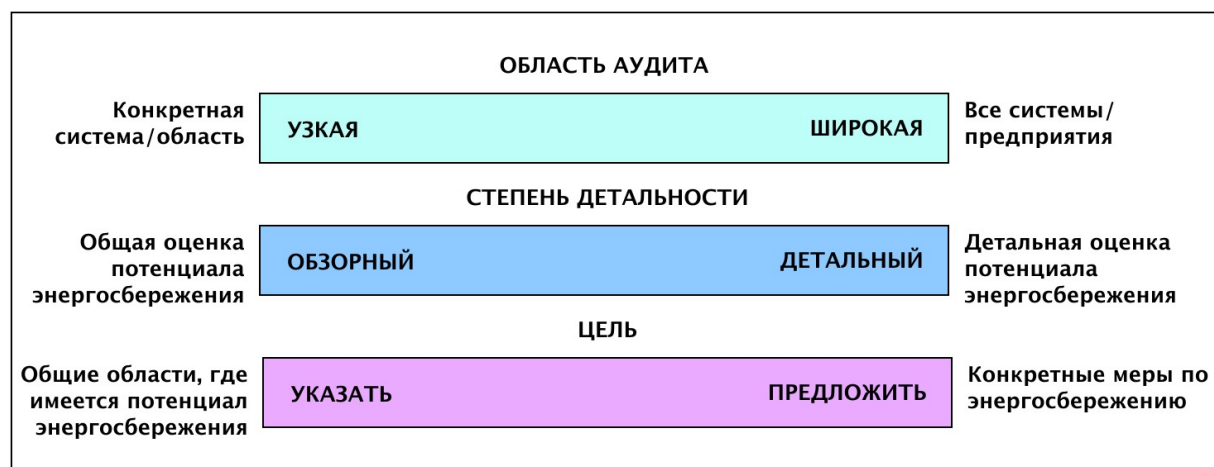 ОБЛАСТЬ АУДИТА
Конкретная
система/область
УЗКАЯ
ШИРОКАЯ
Все системы/
предприятия
СТЕПЕНЬ ДЕТАЛЬНОСТИ
Общая оценка
потенциала
энергосбережения
ОБЗОРНЫЙ
ДЕТАЛЬНЫЙ
Детальная оценка
потенциала
энергосбережения
ЦЕЛЬ
Общие области, где
имеется потенциал
энергосбережения
УКАЗАТЬ
ПРЕДЛОЖИТЬ
Конкретные меры по
энергосбережению